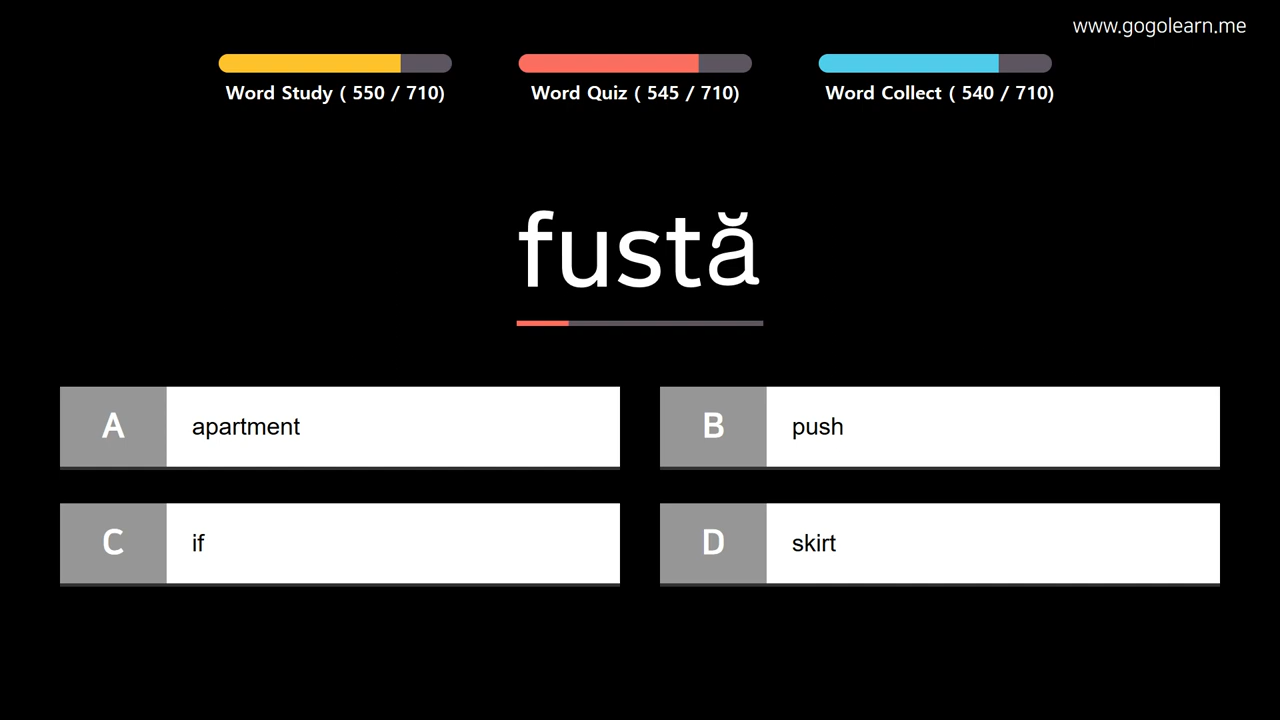 www.gogolearn.me
Word Study ( 550 / 710)
Word Quiz ( 545 / 710)
Word Collect ( 540 / 710)
fustă
A apartment
B push
C if
D skirt